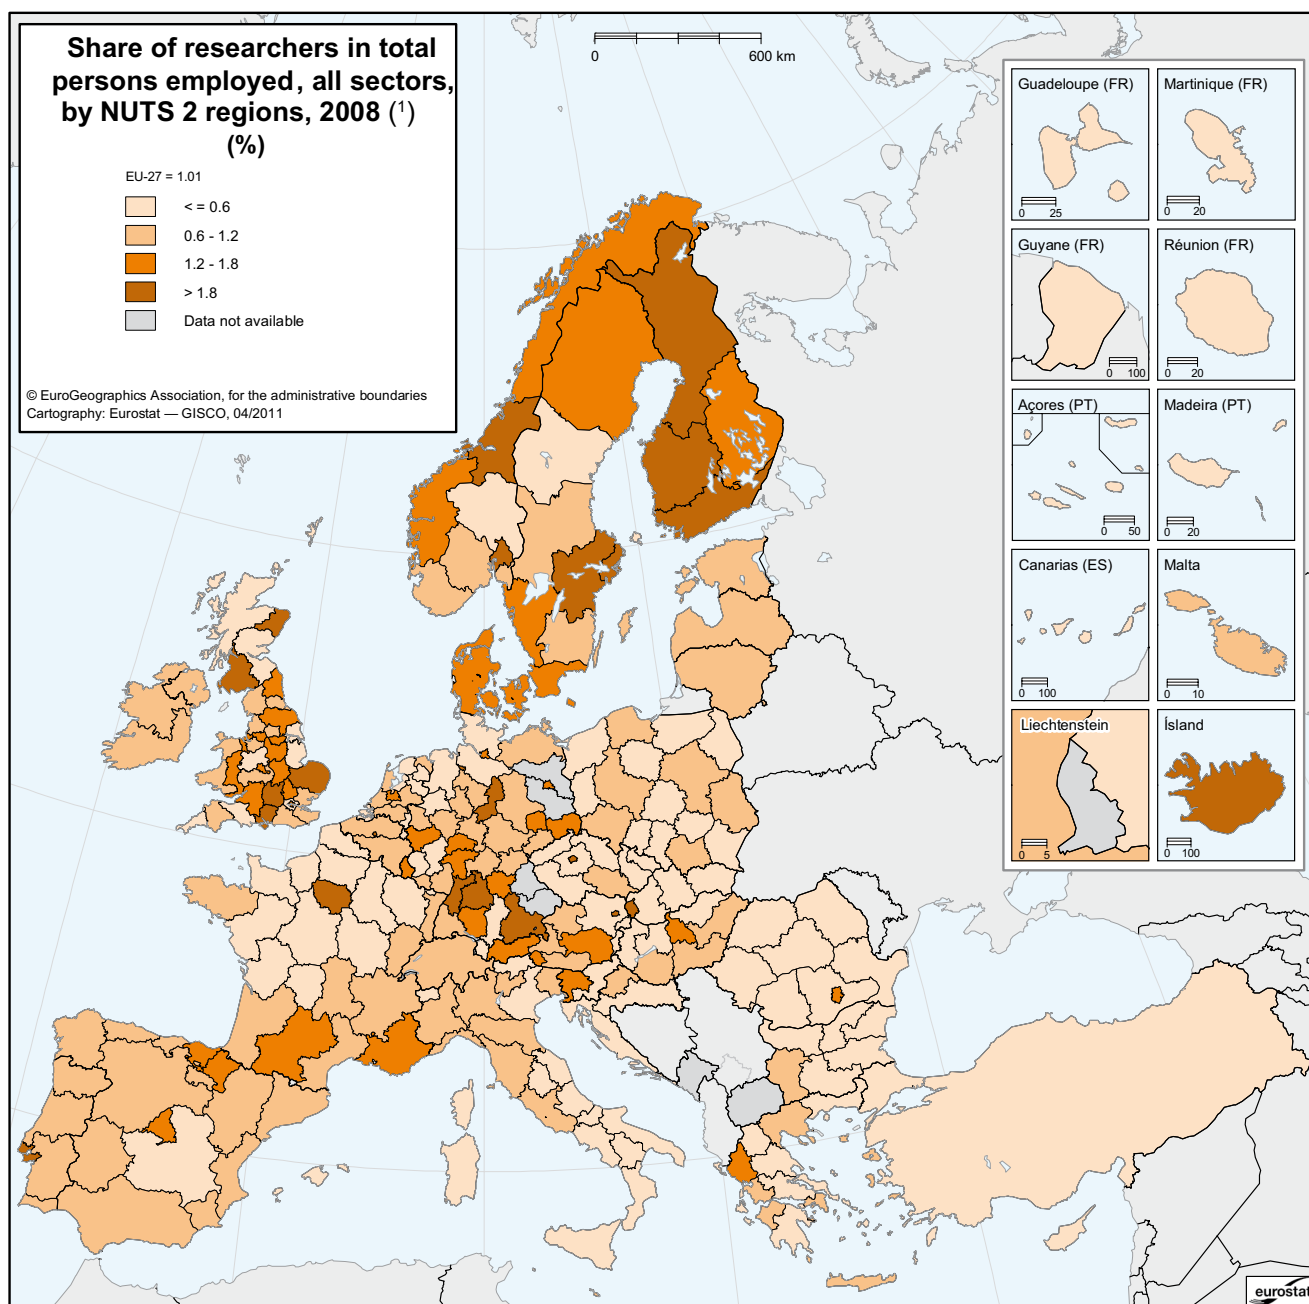 Share of researchers in total
persons employed, all sectors,
by NUTS 2 regions, 2008 (¹)
(%)
EU-27 = 1.01
< = 0.6
0.6 - 1.2
1.2 - 1.8
> 1.8
Data not available
© EuroGeographics Association, for the administrative boundaries
Cartography: Eurostat — GISCO, 04/2011
0 600 km
Guadeloupe (FR)
0 25
Martinique (FR)
0 20
Guyane (FR)
0 100
Réunion (FR)
0 20
Açores (PT)
0 50
Madeira (PT)
0 20
Canarias (ES)
0 100
Malta
0 10
Liechtenstein
0 5
Ísland
0 100
eurostat